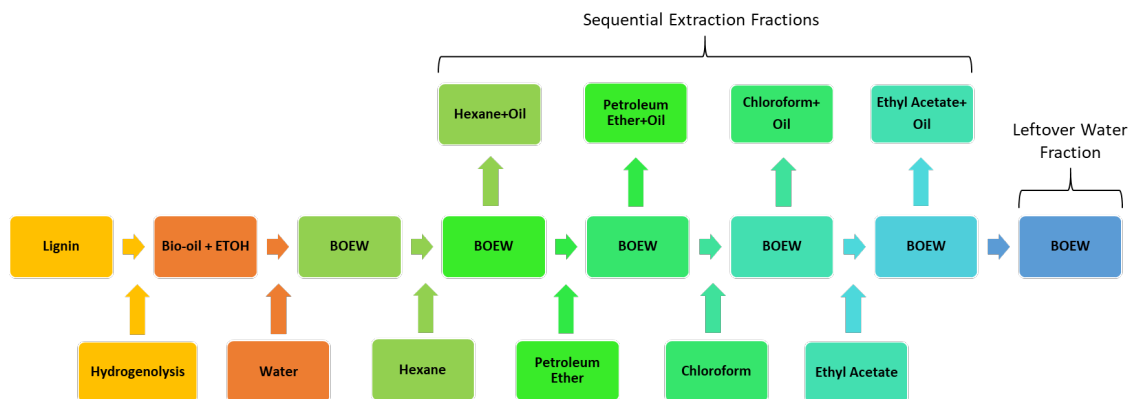 Sequential Extraction Fractions
Hexane+Oil
Petroleum
Ether+Oil
Chloroform+
Oil
Ethyl Acetate+
Oil
Leftover Water
Fraction
Lignin
Bio-oil + ETOH
BOEW
BOEW
BOEW
BOEW
BOEW
BOEW
Hydrogenolysis
Water
Hexane
Petroleum
Ether
Chloroform
Ethyl Acetate